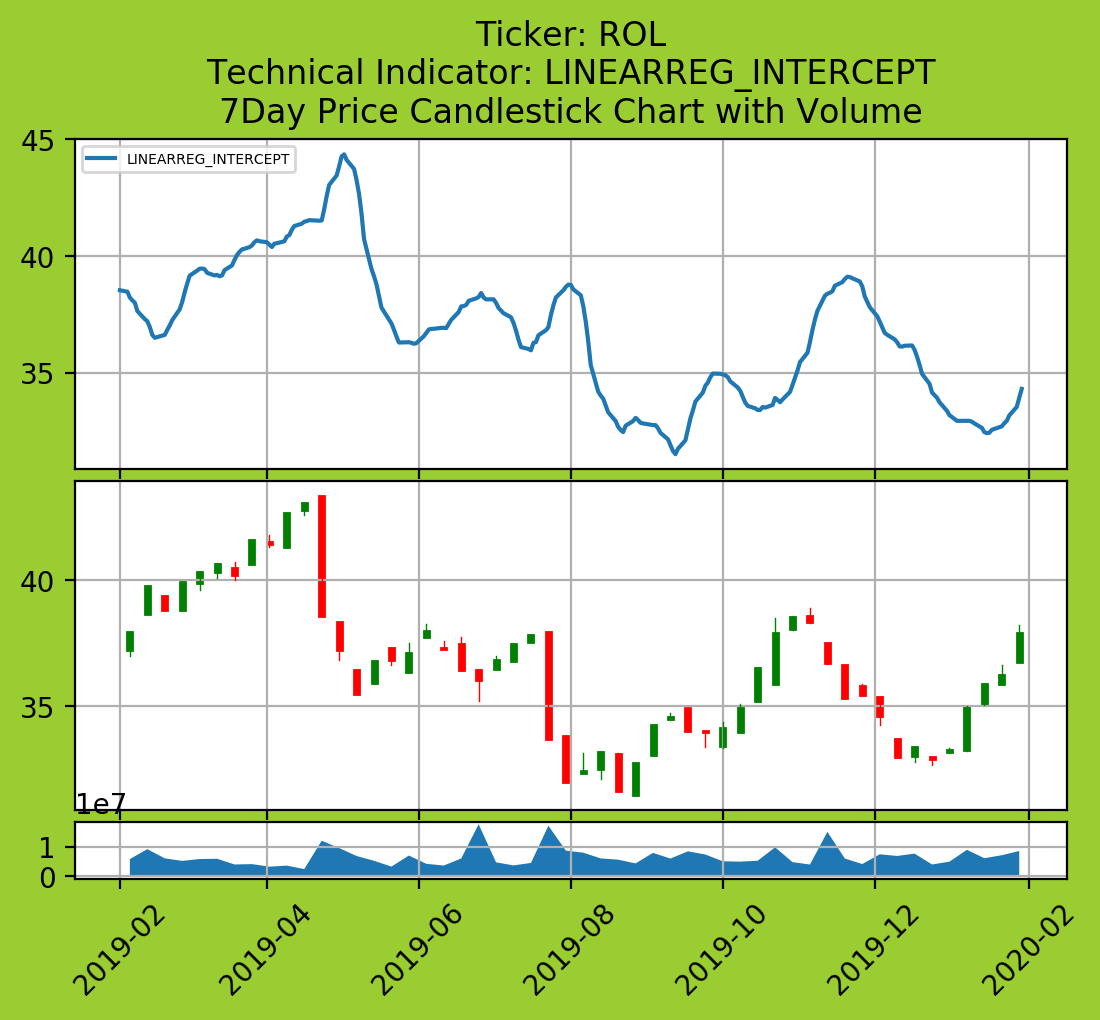 Ticker: ROL
Technical Indicator: LINEARREG_INTERCEPT
7Day Price Candlestick Chart with Volume
45
LINEARREG_INTERCEPT
40
35
40
35
1e7
1
0
2019-02
2019-04
2019-06
2019-08
2019-10
2019-12
2020-02